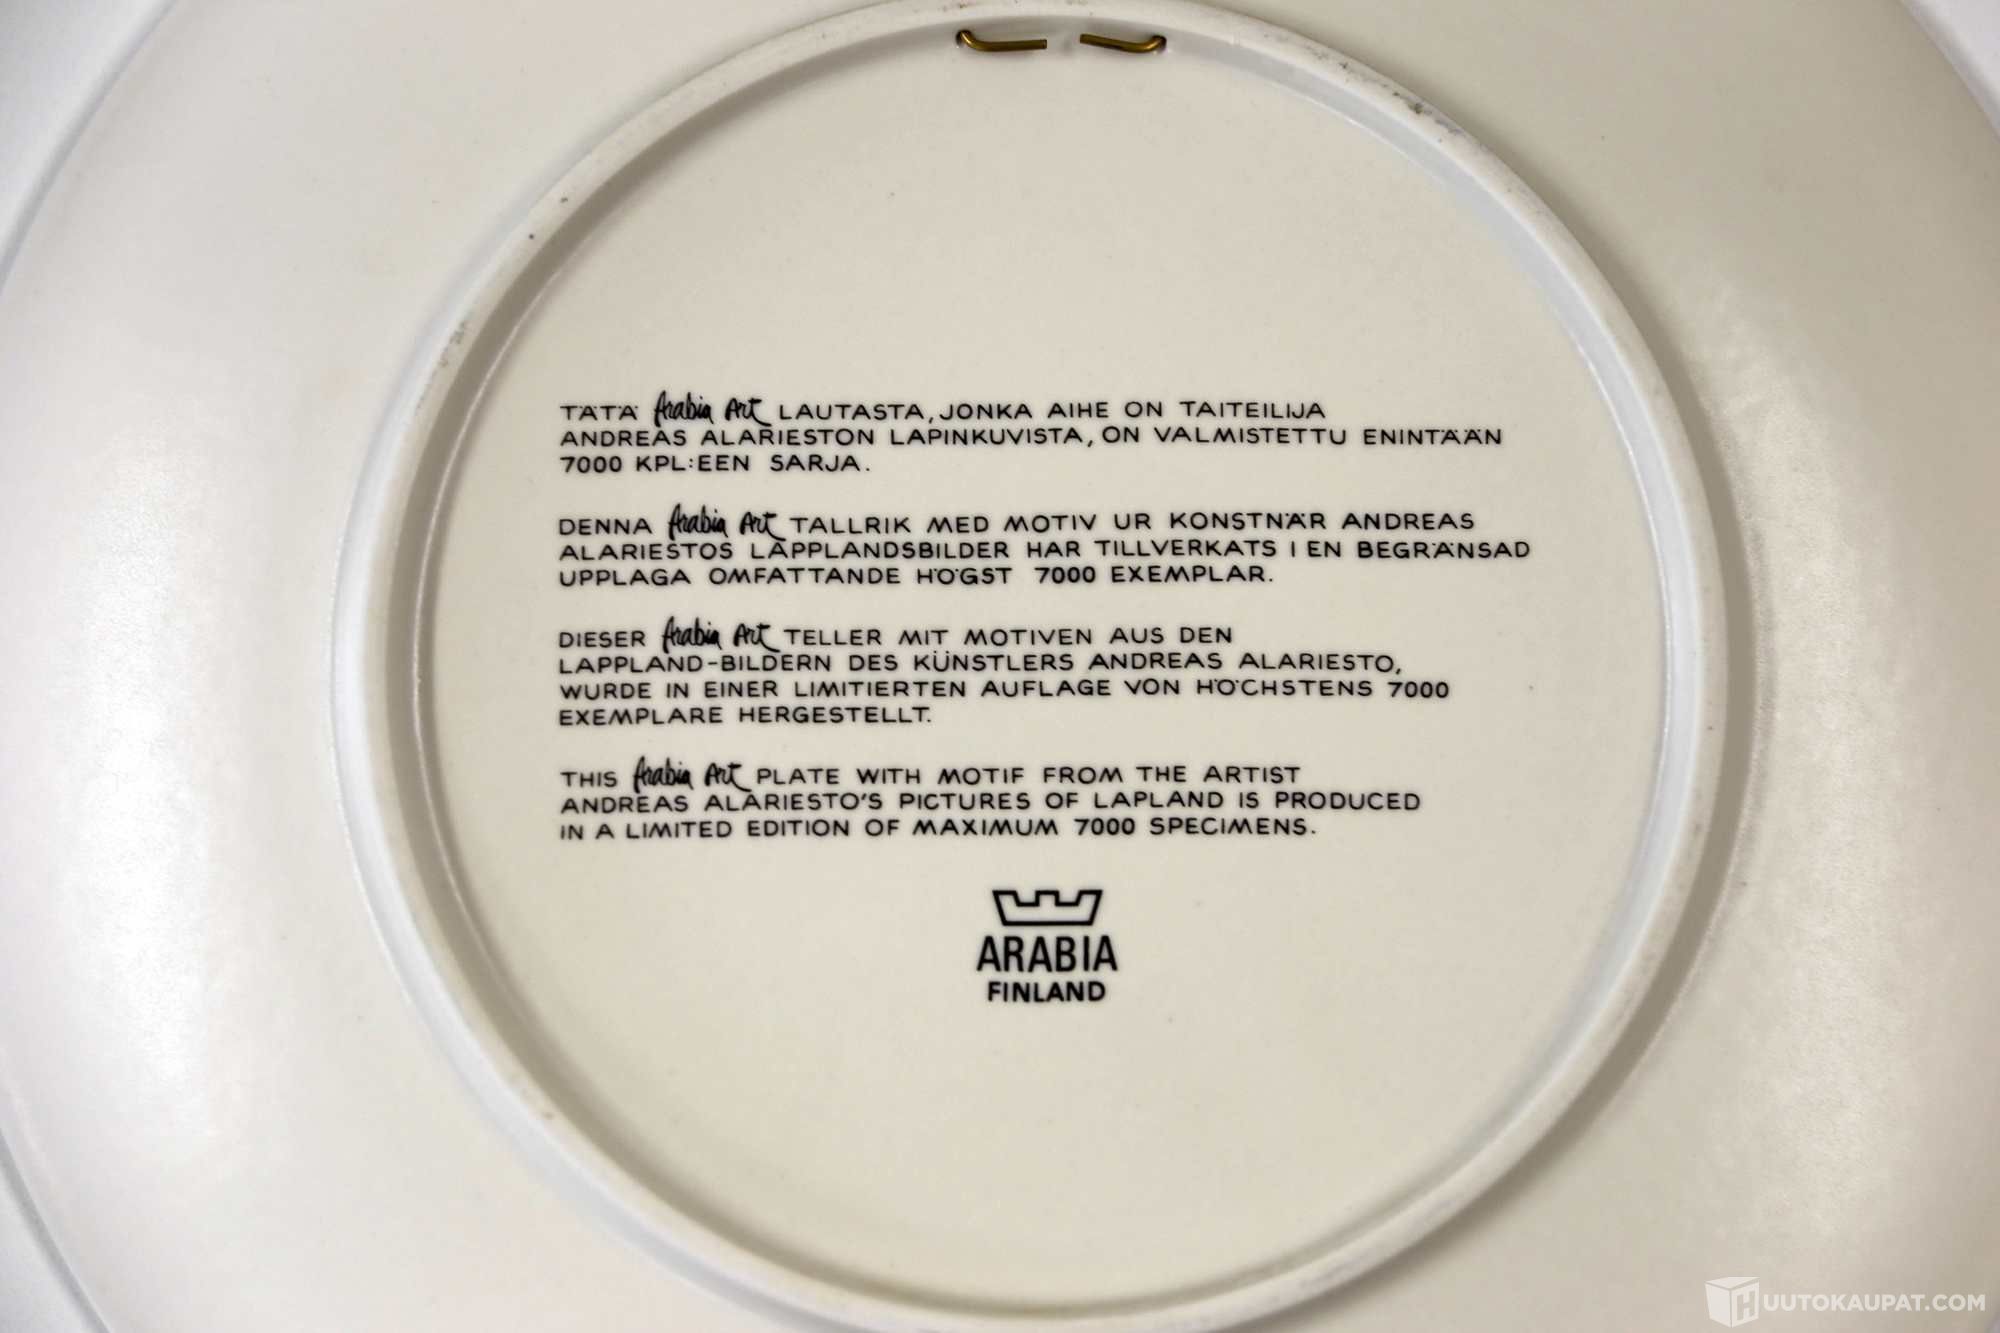 TÄTÄ Arabia Art LAUTASTA, JONKA AIHE ON TAITEILIJA
ANDREAS ALARIESTON LAPINKUVISTA, ON VALMISTETTU ENINTÄÄN
7000 KPL:EEN SARJA.
DENNA Arabia Art TALLRIK MED MOTIV UR KONSTNÄR ANDREAS
ALARIESTOS LAPPLANDSBILDER HAR TILLVERKATS I EN BEGRÄNSAD
UPPLAGA OMFATTANDE HÖGST 7000 EXEMPLAR.
DIESER Arabia Art TELLER MIT MOTIVEN AUS DEN
LAPPLAND-BILDERN DES KÜNSTLERS ANDREAS ALARIESTO,
WURDE IN EINER LIMITIERTEN AUFLAGE VON HÖCHSTENS 7000
EXEMPLARE HERGESTELLT.
THIS Arabia Art PLATE WITH MOTIF FROM THE ARTIST
ANDREAS ALARIESTO'S PICTURES OF LAPLAND IS PRODUCED
IN A LIMITED EDITION OF MAXIMUM 7000 SPECIMENS.
ARABIA
FINLAND
HUUTOKAUPAT.COM